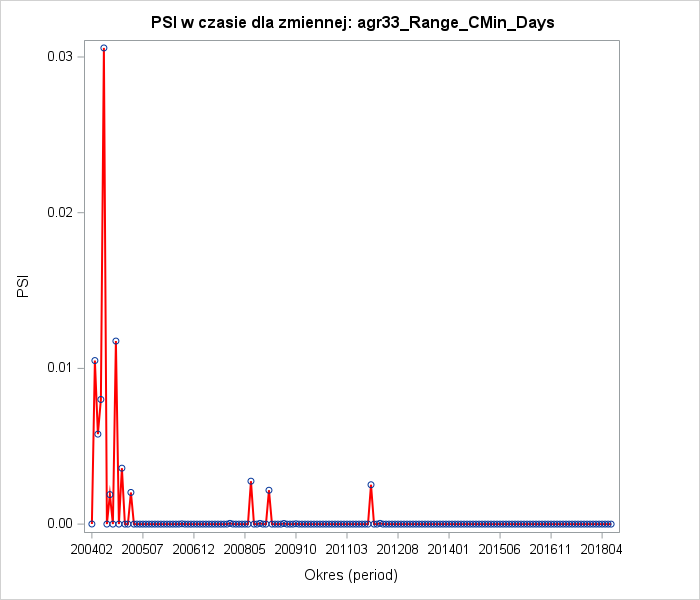 PSI w czasie dla zmiennej: agr33_Range_CMin_Days
0.03
0.02
0.01
0.00
PSI
200402 200507 200612 200805 200910 201103 201208 201401 201506 201611 201804
Okres (period)